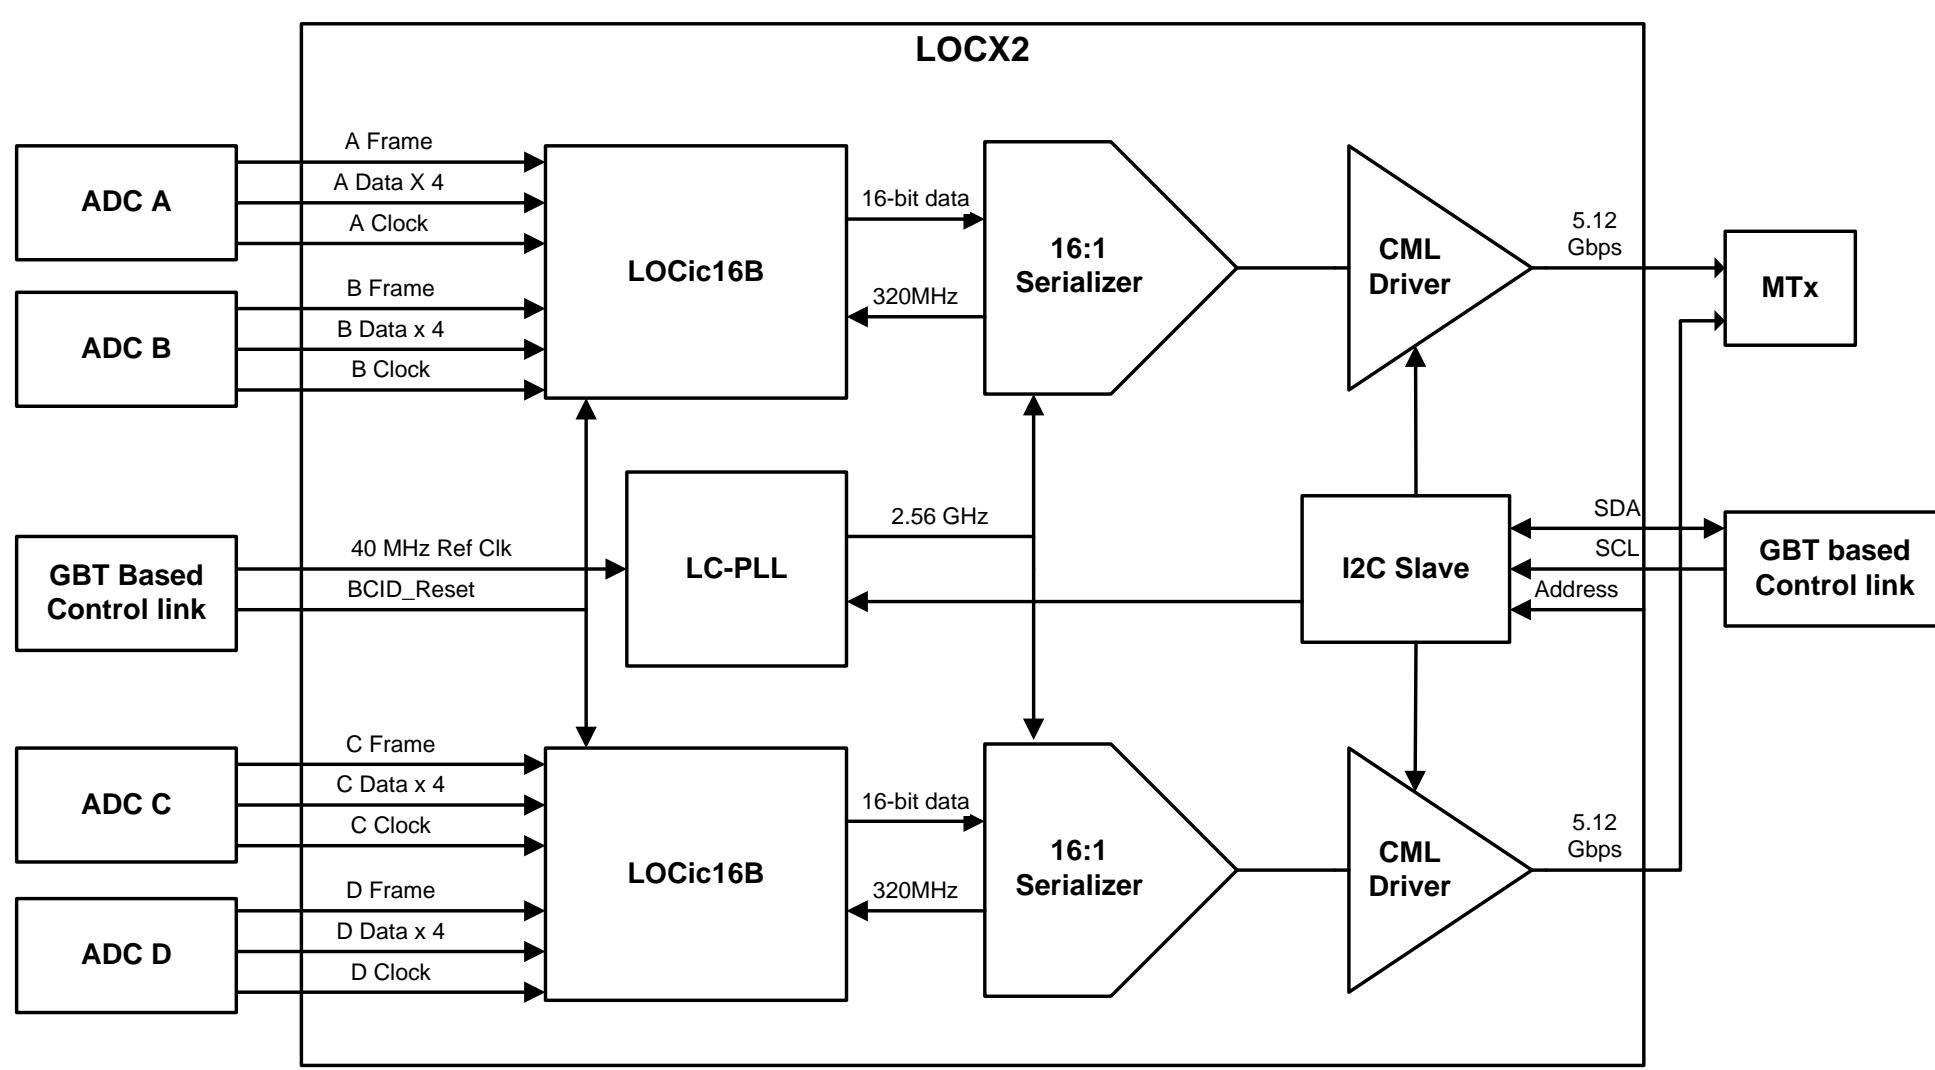 LOCX2
ADC A
A Frame
A Data X 4
A Clock
ADC B
B Frame
B Data x 4
B Clock
LOCic16B
16-bit data
320MHz
16:1
Serializer
CML
Driver
5.12
Gbps
MTx
GBT Based
Control link
40 MHz Ref Clk
BCID_Reset
LC-PLL
2.56 GHz
I2C Slave
SDA
SCL
Address
GBT based
Control link
ADC C
C Frame
C Data x 4
C Clock
ADC D
D Frame
D Data x 4
D Clock
LOCic16B
16-bit data
320MHz
16:1
Serializer
CML
Driver
5.12
Gbps